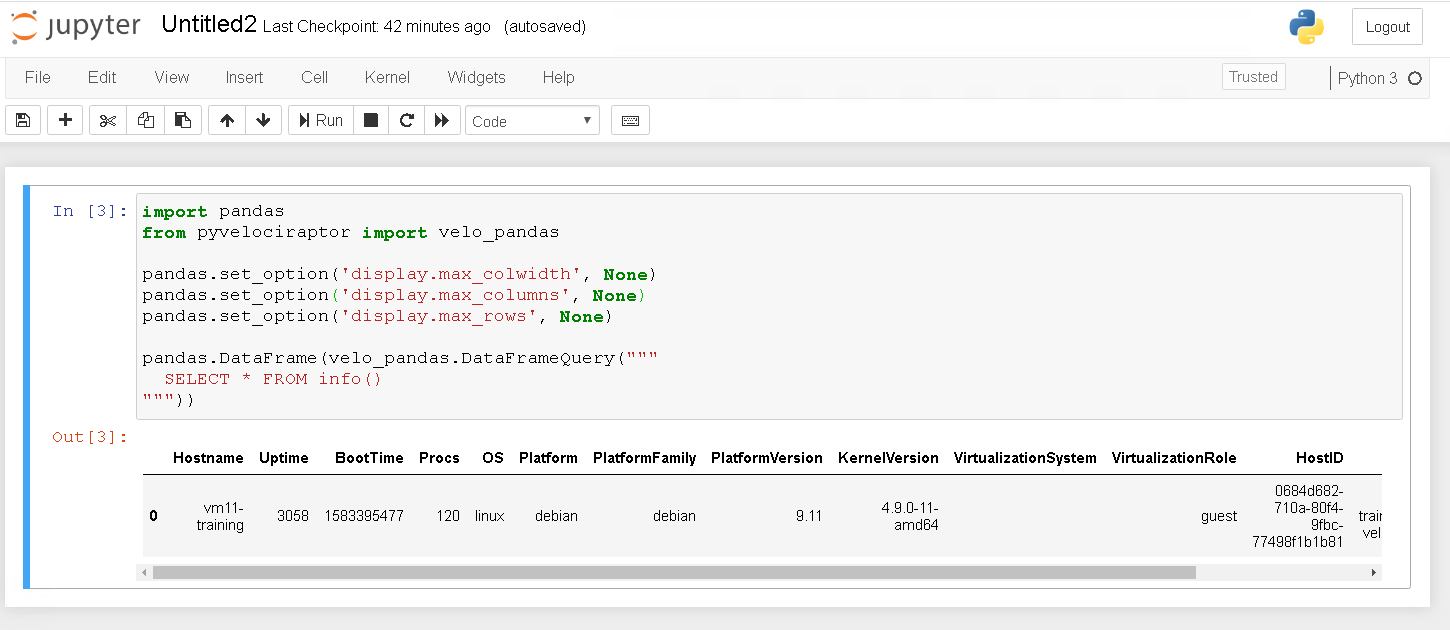 jupyter Untitled2 Last Checkpoint: 42 minutes ago (autosaved) Logout
File Edit View Insert Cell Kernel Widgets Help Trusted Python 3
Run Code
In [3]: import pandas
from pyvelociraptor import velo_pandas
pandas.set_option('display.max_colwidth', None)
pandas.set_option('display.max_columns', None)
pandas.set_option('display.max_rows', None)
pandas.DataFrame(velo_pandas.DataFrameQuery("""
SELECT * FROM info()
"""))
Out[3]:
Hostname Uptime BootTime Procs OS Platform PlatformFamily PlatformVersion KernelVersion VirtualizationSystem VirtualizationRole HostID
0 vm11-training 3058 1583395477 120 linux debian debian 9.11 4.9.0-11-amd64 guest 0684d682-710a-80f4-9fbc-77498f1b1b81